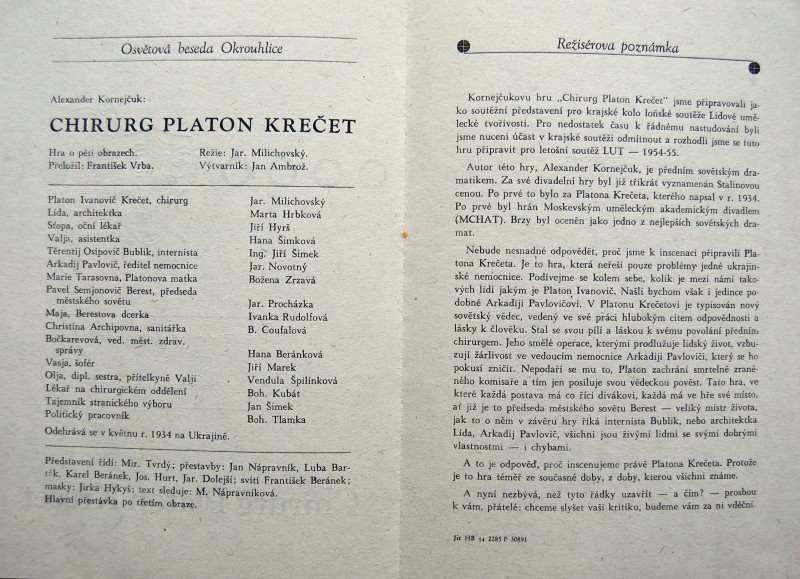 Osvětová beseda Okrouhlice
Alexander Kornejčuk:
CHIRURG PLATON KREČET
Hra o pěti obrazech. Režie: Jar. Milichovský.
Přeložil: František Vrba. Výtvarník: Jan Ambrož.
Platon Ivanovič Krečet, chirurg Jar. Milichovský
Lída, architektka Marta Hrbková
Sťopa, oční lékař Jiří Hyrš
Valja, asistentka Hana Šimková
Těrentij Osipovič Bublik, internista Ing. Jiří Šimek
Arkadij Pavlovič, ředitel nemocnice Jar. Novotný
Marie Tarasovna, Platonova matka Božena Zrzavá
Pavel Semjonovič Berest, předseda
městského sovětu Jar. Procházka
Maja, Berestova dcerka Ivanka Rudolfová
Christina Archipovna, sanitářka B. Coufalová
Bočkarevová, ved. měst. zdrav.
správy Hana Beránková
Vasja, šofér Jiří Marek
Olja, dipl. sestra, přítelkyně Valji Vendula Špilínková
Lékař na chirurgickém oddělení Boh. Kubát
Tajemník stranického výboru Jan Šimek
Politický pracovník Boh. Tlamka
Odehrává se v květnu r. 1934 na Ukrajině.
Představení řídí: Mir. Tvrdý; přestavby: Jan Nápravník, Luba Bar-
ták, Karel Beránek, Jos. Hurt, Jar. Dolejší; svítí František Beránek;
masky: Jirka Hykyš; text sleduje: M. Nápravníková.
Hlavní přestávka po třetím obraze.
Režisérova poznámka
Kornejčukovu hru „Chirurg Platon Krečet" jsme připravovali ja-
ko soutěžní představení pro krajské kolo loňské soutěže Lidové umě-
lecké tvořivosti. Pro nedostatek času k řádnému nastudování byli
jsme nuceni účast v krajské soutěži odmítnout a rozhodli jsme se tuto
hru připravit pro letošní soutěž LUT — 1954-55.
Autor této hry, Alexander Kornejčuk, je předním sovětským dra-
matikem. Za své divadelní hry byl již třikrát vyznamenán Stalinovou
cenou. Po prvé to bylo za Platona Krečeta, kterého napsal v r. 1934.
Po prvé byl hrán Moskevským uměleckým akademickým divadlem
(MCHAT). Brzy byl oceněn jako jedno z nejlepších sovětských dra-
mat.
Nebude nesnadné odpovědět, proč jsme k inscenaci připravili Pla-
tona Krečeta. Je to hra, která neřeší pouze problémy jedné ukrajin-
ské nemocnice. Podívejme se kolem sebe, kolik je mezi námi tako-
vých lidí jakým je Platon Ivanovič. Našli bychom však i jedince po-
dobné Arkadiji Pavlovičovi. V Platonu Krečetovi je typisován nový
sovětský vědec, vedený ve své práci hlubokým citem odpovědnosti a
lásky k člověku. Stal se svou pílí a láskou k svému povolání předním
chirurgem. Jeho smělé operace, kterými prodlužuje lidský život, vzbu-
zují žárlivost ve vedoucím nemocnice Arkadiji Pavloviči, který se ho
pokusí zničit. Nepodaří se mu to, Platon zachrání smrtelně zraně-
ného komisaře a tím jen posiluje svou vědeckou pověst. Tato hra, ve
které každá postava má co říci divákovi, každá má ve hře své místo,
ať již je to předseda městského sovětu Berest — veliký mistr života,
jak to o něm v závěru hry říká internista Bublik, nebo architektka
Lída, Arkadij Pavlovič, všichni jsou živými lidmi se svými dobrými
vlastnostmi — i chybami.
A to je odpověď, proč inscenujeme právě Platona Krečeta. Protože
je to hra téměř ze současné doby, z doby, kterou všichni známe.
A nyní nezbývá, než tyto řádky uzavřít — a čím? — prosbou
k vám, přátelé: chceme slyšet vaši kritiku, budeme vám za ni vděčni.
Jit HB 54 2285 P 30891